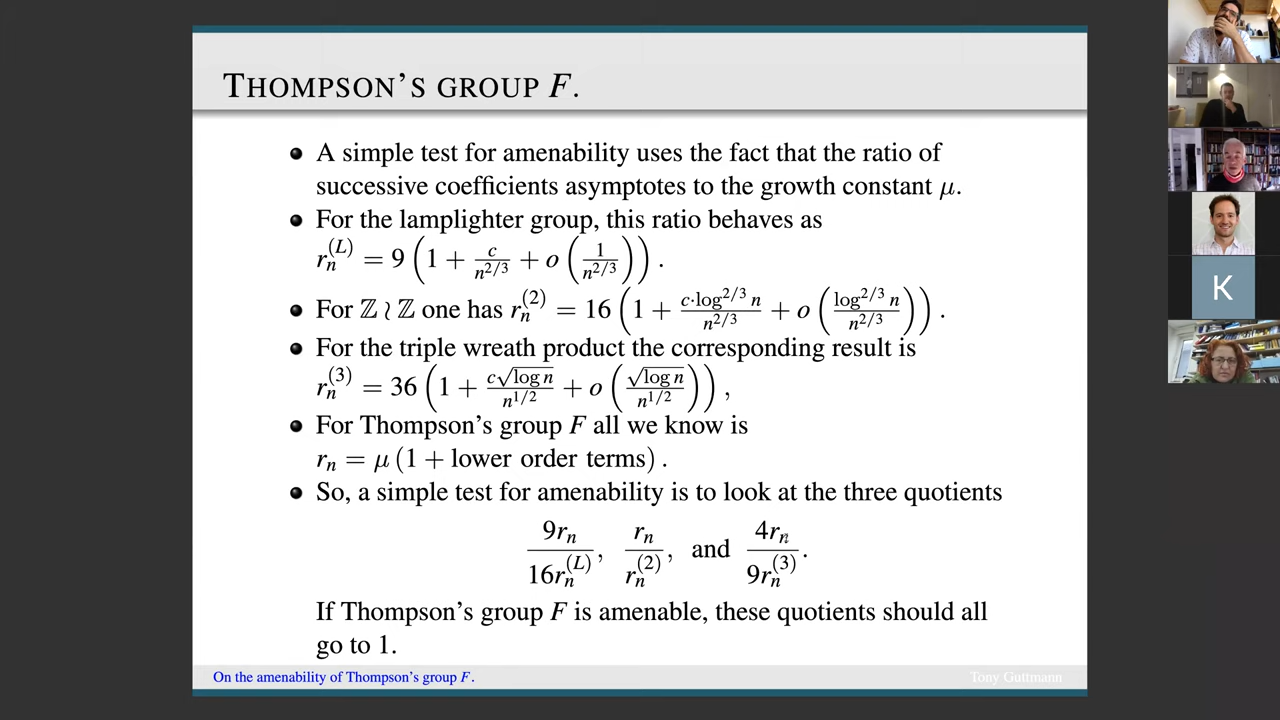 THOMPSON'S GROUP F.
• A simple test for amenability uses the fact that the ratio of
successive coefficients asymptotes to the growth constant μ.
• For the lamplighter group, this ratio behaves as
r_n^{(L)} = 9 (1 + c/n^{2/3} + o(1/n^{2/3})).
• For ℤ ≀ ℤ one has r_n^{(2)} = 16 (1 + c·log^{2/3} n/n^{2/3} + o(log^{2/3} n/n^{2/3})).
• For the triple wreath product the corresponding result is
r_n^{(3)} = 36 (1 + c√log n/n^{1/2} + o(√log n/n^{1/2})),
• For Thompson's group F all we know is
r_n = μ (1 + lower order terms).
• So, a simple test for amenability is to look at the three quotients
9r_n/16r_n^{(L)}, r_n/r_n^{(2)}, and 4r_n/9r_n^{(3)}.
If Thompson's group F is amenable, these quotients should all
go to 1.
On the amenability of Thompson's group F.
Tony Guttmann
K